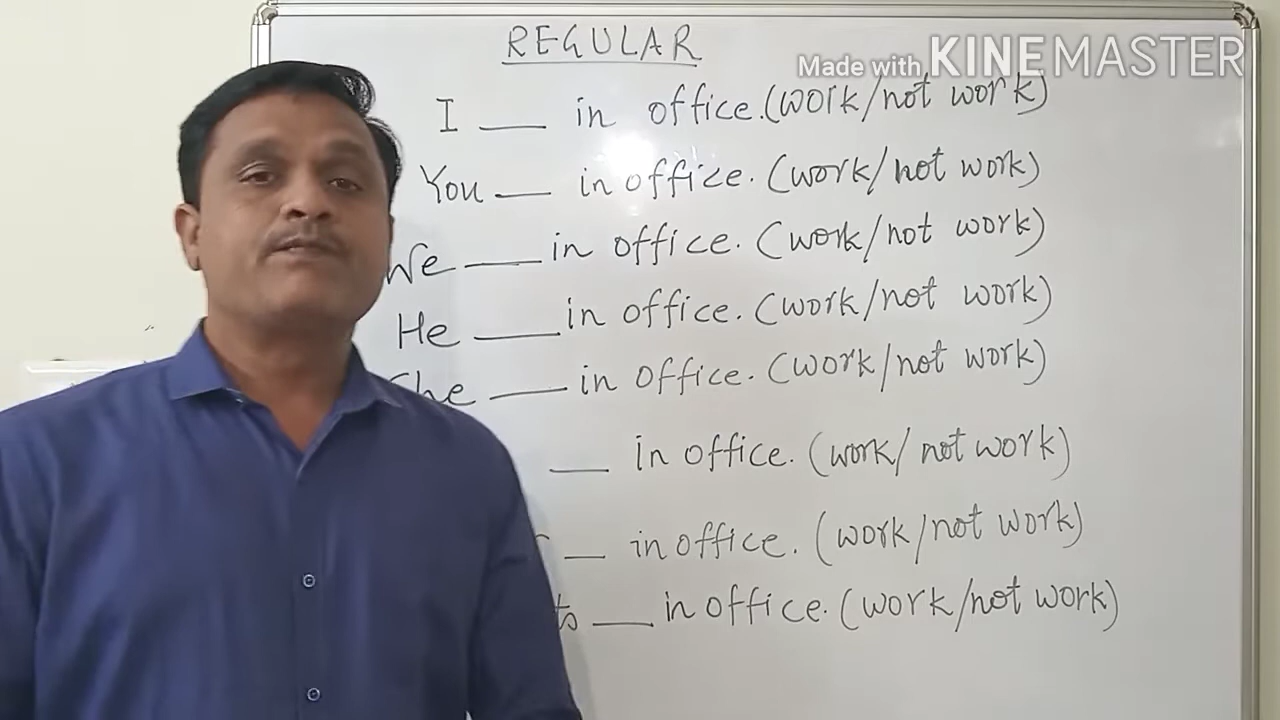 REGULAR
Made with KINEMASTER
I ___ in office.(work/not work)
You ___ in office. (work/not work)
We ___ in office. (work/not work)
He ___ in office. (work/not work)
She ___ in office. (work/not work)
___ in office. (work/ not work)
___ in office. (work/not work)
___ in office. (work/not work)